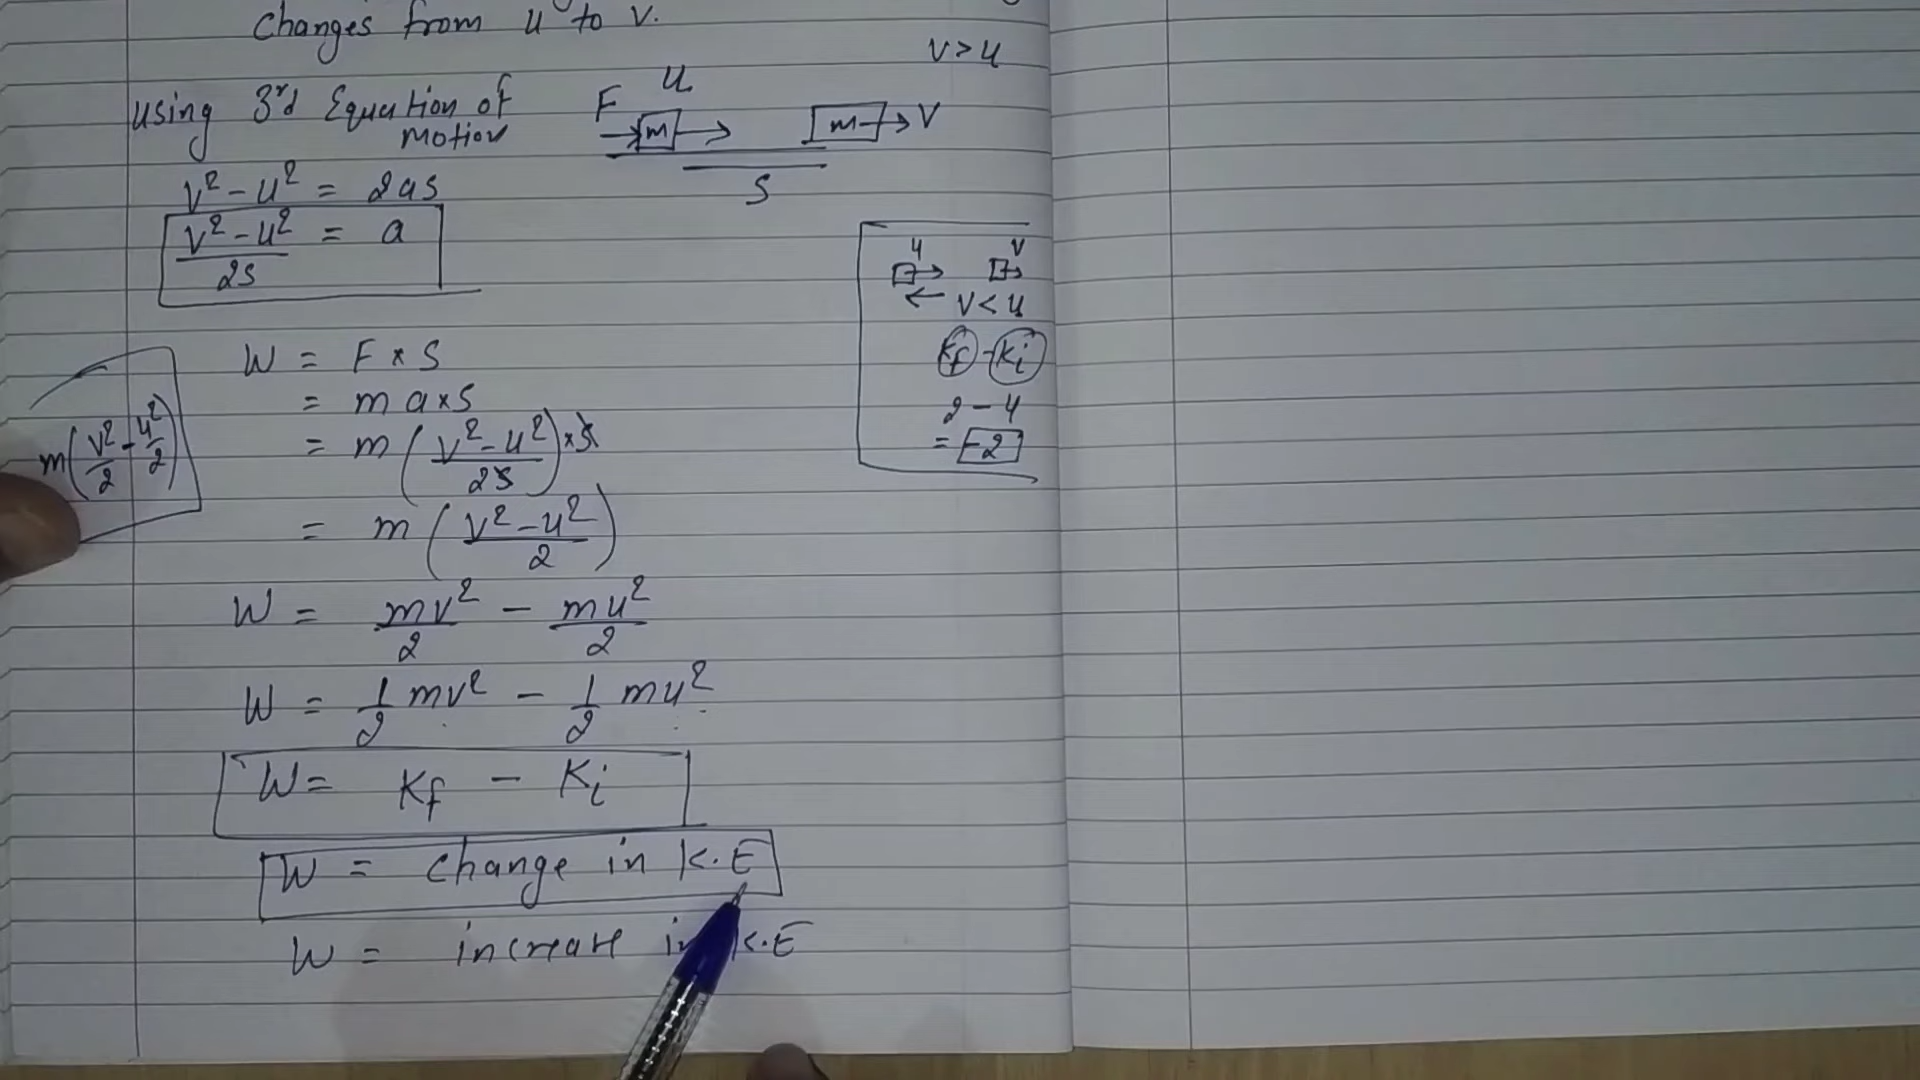 Changes from u to v.
v > u
using 3rd Equation of
motion
F u
m m v
S
v² - u² = 2as
v² - u² / 2s = a
u v
v < u
Kf - Ki
2 - 4
= -2
W = F × S
= m a × S
m(v²/2 - u²/2)
= m (v² - u² / 2s) × s
= m (v² - u² / 2)
W = mv²/2 - mu²/2
W = 1/2 mv² - 1/2 mu²
W = Kf - Ki
W = change in K.E
W = increase in K.E